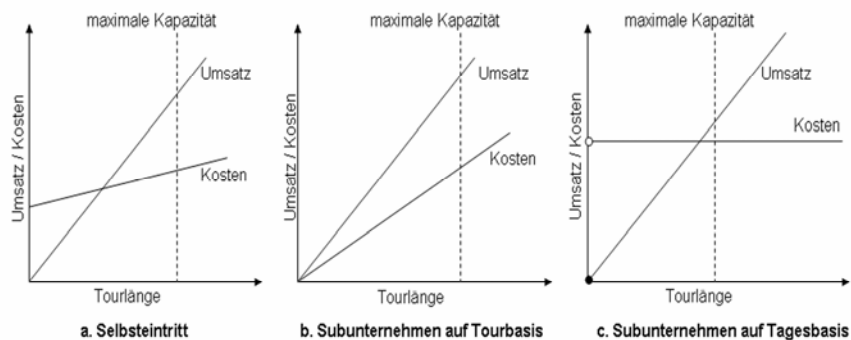 maximale Kapazität
Umsatz / Kosten
Umsatz
Kosten
Tourlänge
a. Selbsteintritt
maximale Kapazität
Umsatz / Kosten
Umsatz
Kosten
Tourlänge
b. Subunternehmen auf Tourbasis
maximale Kapazität
Umsatz / Kosten
Umsatz
Kosten
Tourlänge
c. Subunternehmen auf Tagesbasis